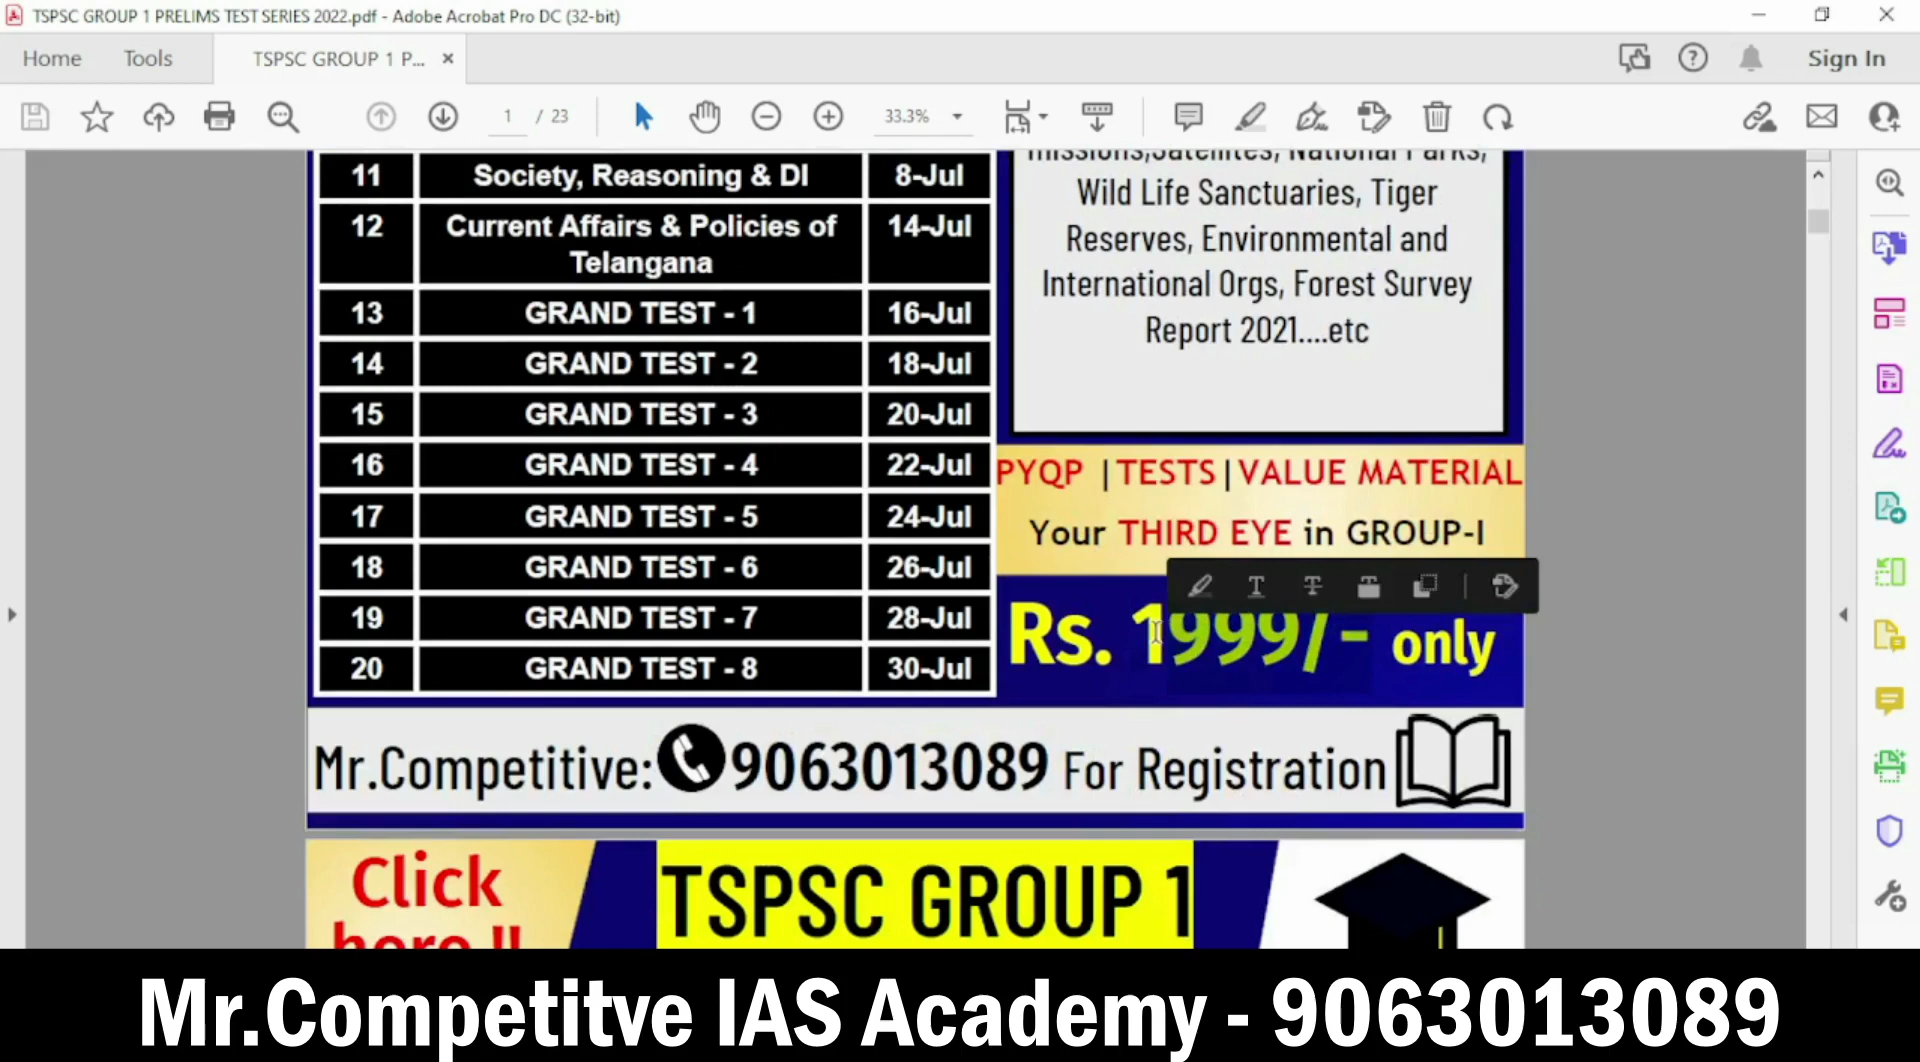 TSPSC GROUP 1 PRELIMS TEST SERIES 2022.pdf - Adobe Acrobat Pro DC (32-bit)
Home Tools TSPSC GROUP 1 P... × Sign In
1 / 23 33.3%
11 Society, Reasoning & DI 8-Jul
12 Current Affairs & Policies of Telangana 14-Jul
13 GRAND TEST - 1 16-Jul
14 GRAND TEST - 2 18-Jul
15 GRAND TEST - 3 20-Jul
16 GRAND TEST - 4 22-Jul
17 GRAND TEST - 5 24-Jul
18 GRAND TEST - 6 26-Jul
19 GRAND TEST - 7 28-Jul
20 GRAND TEST - 8 30-Jul
missions,Satellites, National Parks,
Wild Life Sanctuaries, Tiger
Reserves, Environmental and
International Orgs, Forest Survey
Report 2021....etc
PYQP | TESTS | VALUE MATERIAL
Your THIRD EYE in GROUP-I
Rs. 1999/- only
Mr.Competitive: 9063013089 For Registration
Click
here !!
TSPSC GROUP 1
Mr.Competitve IAS Academy - 9063013089